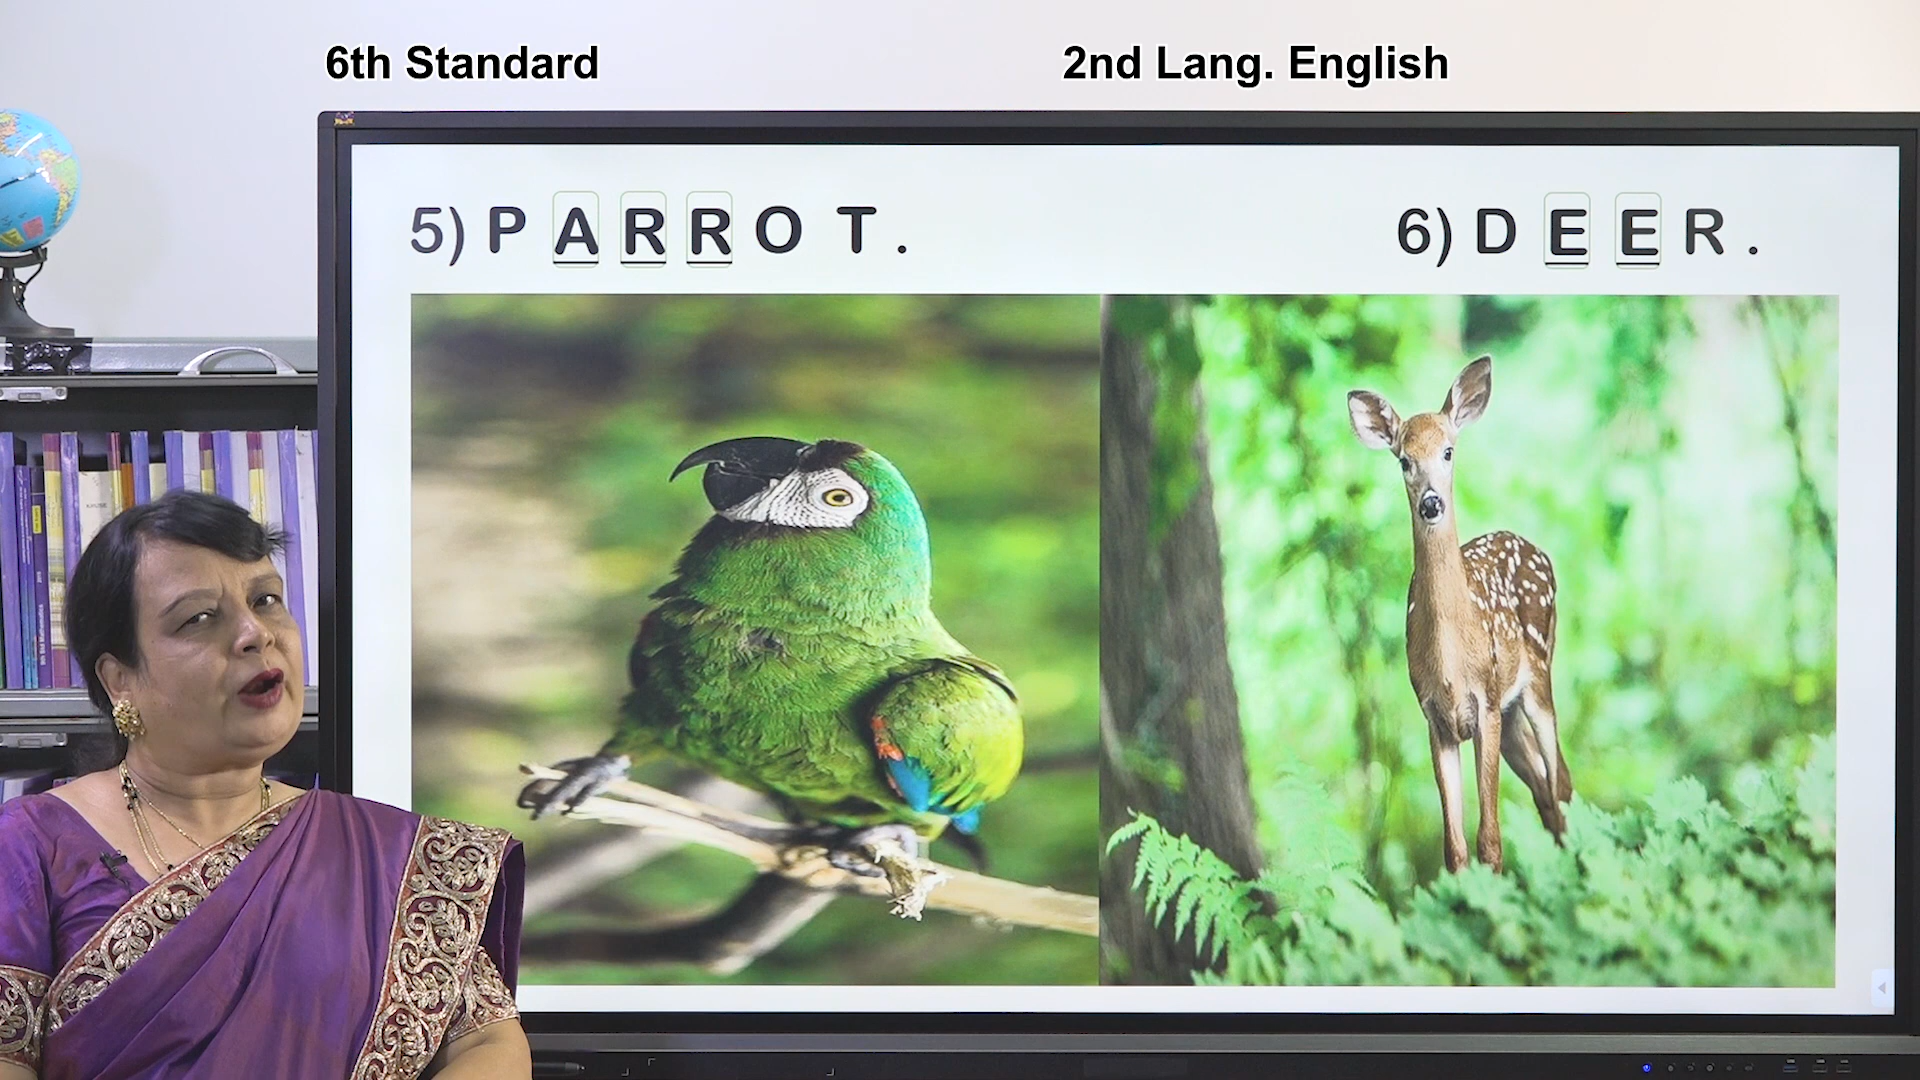 6th Standard
2nd Lang. English
5) P A R R O T .
6) D E E R .